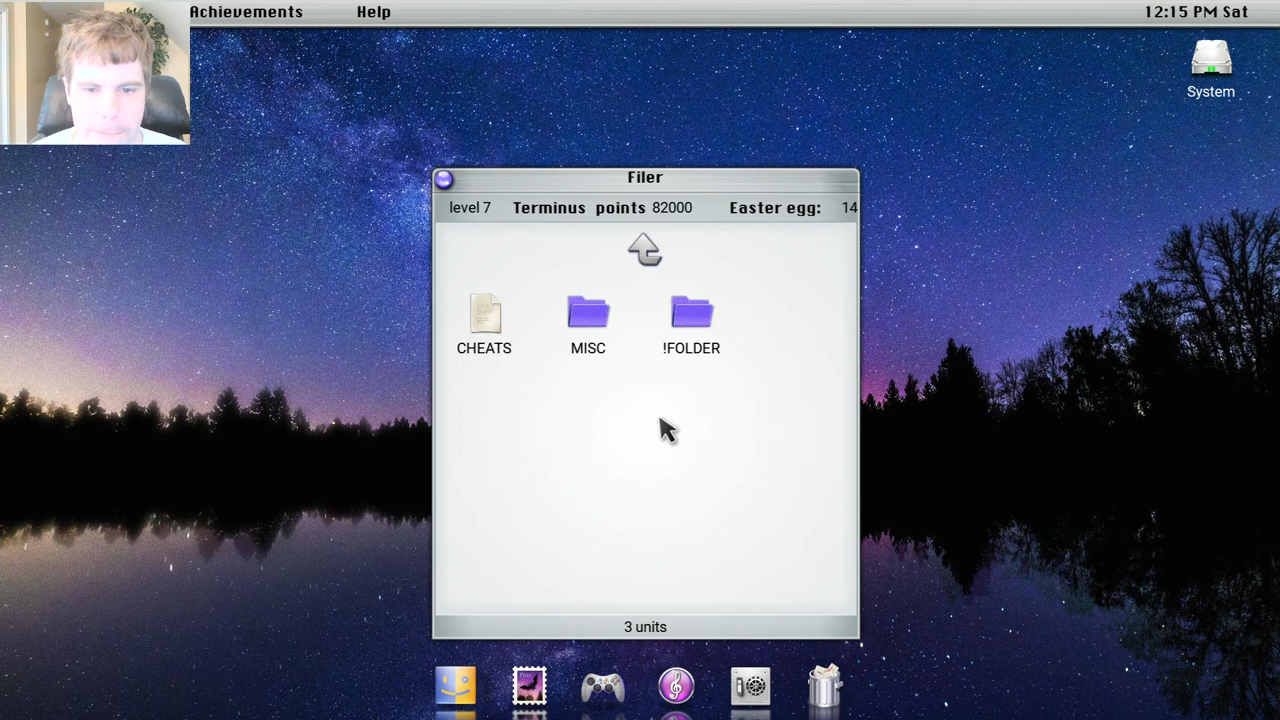 Achievements Help 12:15 PM Sat
System
Filer
level 7 Terminus points 82000 Easter egg: 14
CHEATS MISC !FOLDER
3 units